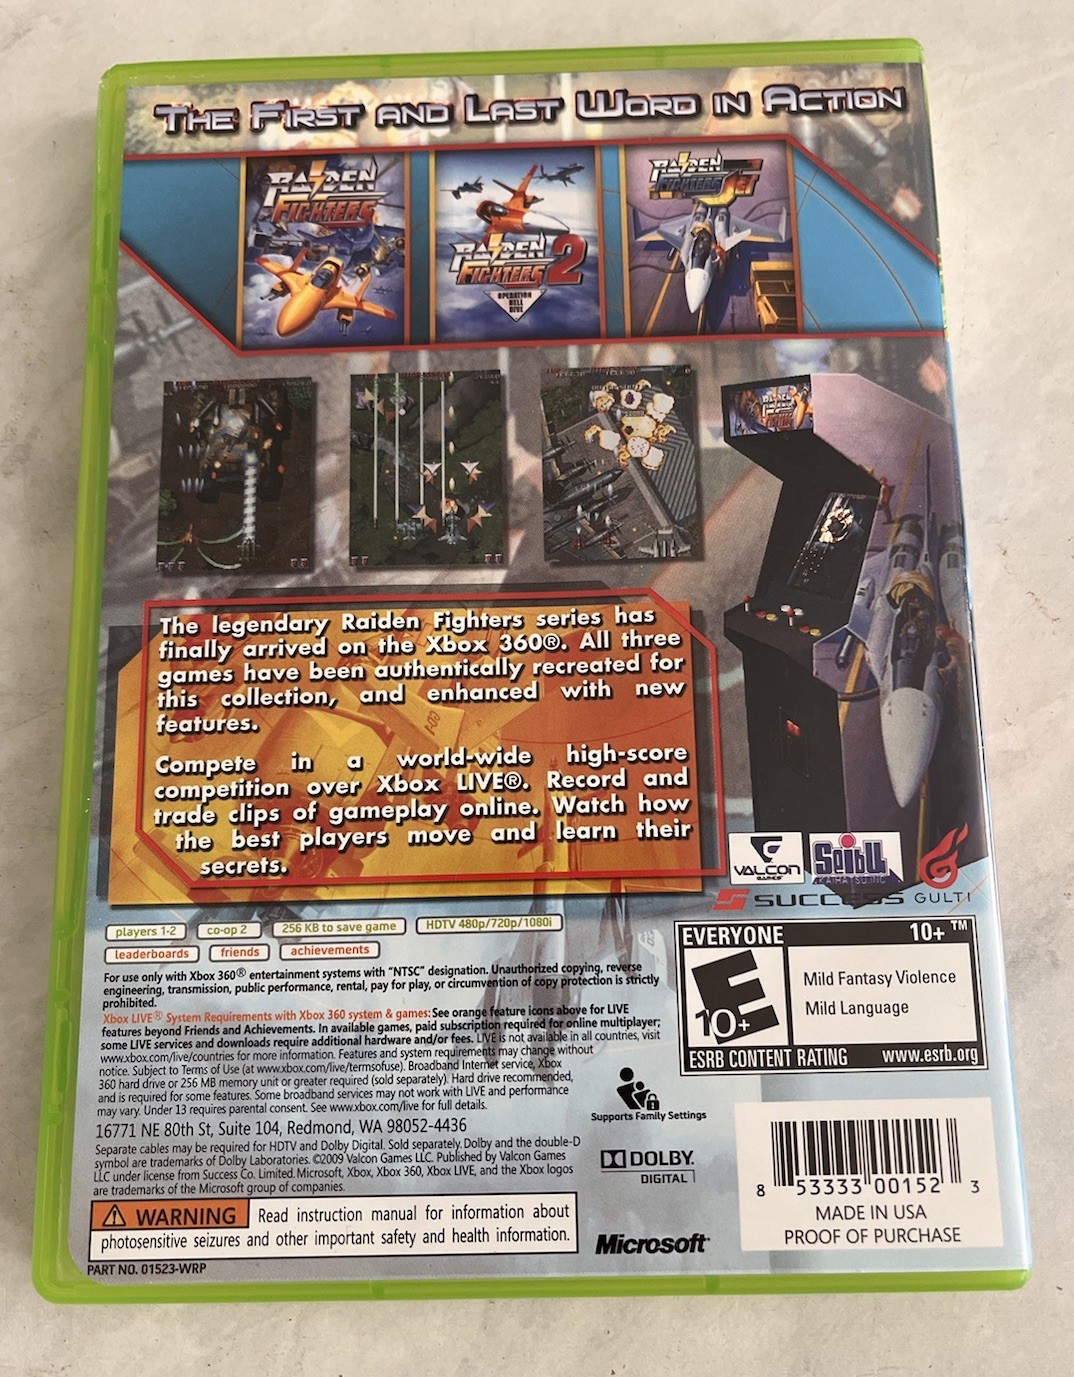 THE FIRST AND LAST WORD IN ACTION
RAIDEN
FIGHTERS
RAIDEN
FIGHTERS 2
OPERATION
HELL
DIVE
RAIDEN
FIGHTERS JET
The legendary Raiden Fighters series has
finally arrived on the Xbox 360®. All three
games have been authentically recreated for
this collection, and enhanced with new
features.
Compete in a world-wide high-score
competition over Xbox LIVE®. Record and
trade clips of gameplay online. Watch how
the best players move and learn their
secrets.
VALCON
GAMES
Seibu
KAIHATSU INC
SUCCESS GULTI
players 1-2 co-op 2 256 KB to save game HDTV 480p/720p/1080i
leaderboards friends achievements
For use only with Xbox 360® entertainment systems with "NTSC" designation. Unauthorized copying, reverse
engineering, transmission, public performance, rental, pay for play, or circumvention of copy protection is strictly
prohibited.
Xbox LIVE® System Requirements with Xbox 360 system & games: See orange feature icons above for LIVE
features beyond Friends and Achievements. In available games, paid subscription required for online multiplayer;
some LIVE services and downloads require additional hardware and/or fees. LIVE is not available in all countries, visit
www.xbox.com/live/countries for more information. Features and system requirements may change without
notice. Subject to Terms of Use (at www.xbox.com/live/termsofuse). Broadband Internet service, Xbox
360 hard drive or 256 MB memory unit or greater required (sold separately). Hard drive recommended,
and is required for some features. Some broadband services may not work with LIVE and performance
may vary. Under 13 requires parental consent. See www.xbox.com/live for full details.
16771 NE 80th St, Suite 104, Redmond, WA 98052-4436
Separate cables may be required for HDTV and Dolby Digital. Sold separately. Dolby and the double-D
symbol are trademarks of Dolby Laboratories. ©2009 Valcon Games LLC. Published by Valcon Games
LLC under license from Success Co. Limited. Microsoft, Xbox, Xbox 360, Xbox LIVE, and the Xbox logos
are trademarks of the Microsoft group of companies.
WARNING Read instruction manual for information about
photosensitive seizures and other important safety and health information.
PART NO. 01523-WRP
EVERYONE 10+ ™
E
10+
Mild Fantasy Violence
Mild Language
ESRB CONTENT RATING www.esrb.org
Supports Family Settings
DOLBY
DIGITAL
Microsoft®
8 53333 00152 3
MADE IN USA
PROOF OF PURCHASE